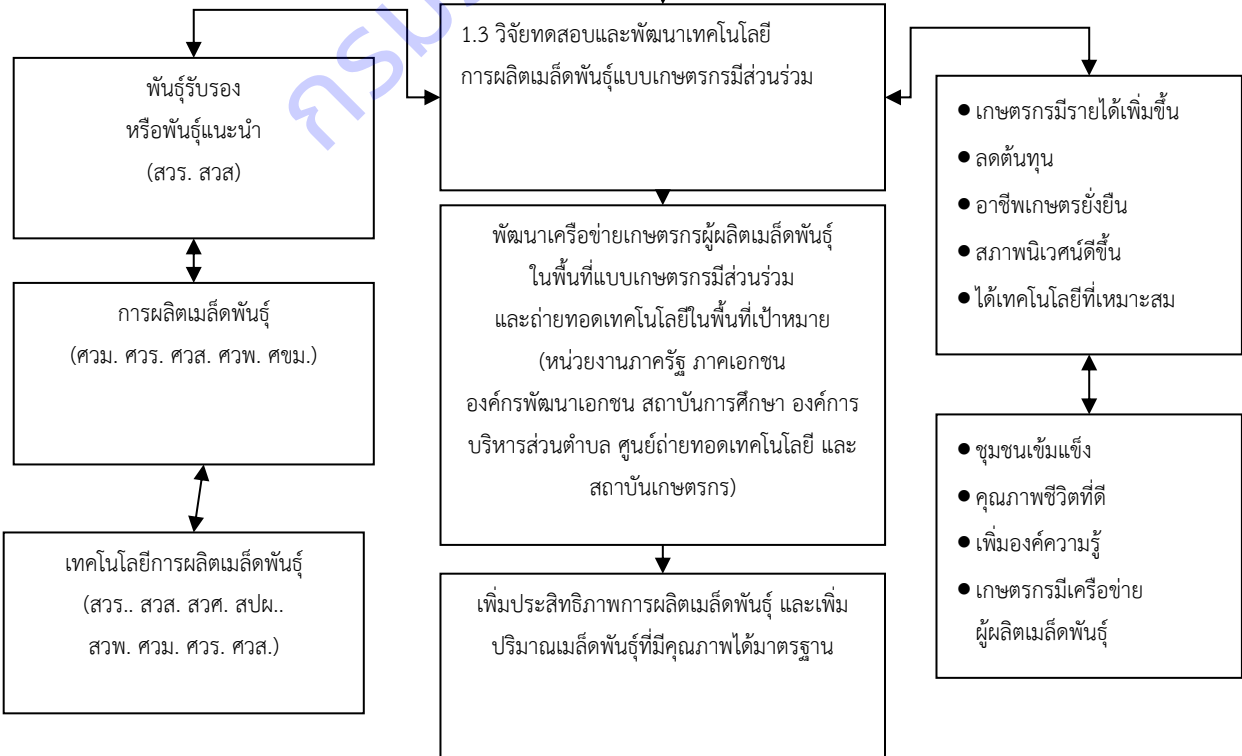 1.3 วิจัยทดสอบและพัฒนาเทคโนโลยี
การผลิตเมล็ดพันธุ์แบบเกษตรกรมีส่วนร่วม
พันธุ์รับรอง
หรือพันธุ์แนะนำ
(สวร. สวส)
การผลิตเมล็ดพันธุ์
(ศวม. ศวร. ศวส. ศวพ. ศขม.)
เทคโนโลยีการผลิตเมล็ดพันธุ์
(สวร.. สวส. สวศ. สปผ..
สวพ. ศวม. ศวร. ศวส.)
พัฒนาเครือข่ายเกษตรกรผู้ผลิตเมล็ดพันธุ์
ในพื้นที่แบบเกษตรกรมีส่วนร่วม
และถ่ายทอดเทคโนโลยีในพื้นที่เป้าหมาย
(หน่วยงานภาครัฐ ภาคเอกชน
องค์กรพัฒนาเอกชน สถาบันการศึกษา องค์การ
บริหารส่วนตำบล ศูนย์ถ่ายทอดเทคโนโลยี และ
สถาบันเกษตรกร)
เพิ่มประสิทธิภาพการผลิตเมล็ดพันธุ์ และเพิ่ม
ปริมาณเมล็ดพันธุ์ที่มีคุณภาพได้มาตรฐาน
● เกษตรกรมีรายได้เพิ่มขึ้น
● ลดต้นทุน
● อาชีพเกษตรยั่งยืน
● สภาพนิเวศน์ดีขึ้น
● ได้เทคโนโลยีที่เหมาะสม
● ชุมชนเข้มแข็ง
● คุณภาพชีวิตที่ดี
● เพิ่มองค์ความรู้
● เกษตรกรมีเครือข่าย
ผู้ผลิตเมล็ดพันธุ์